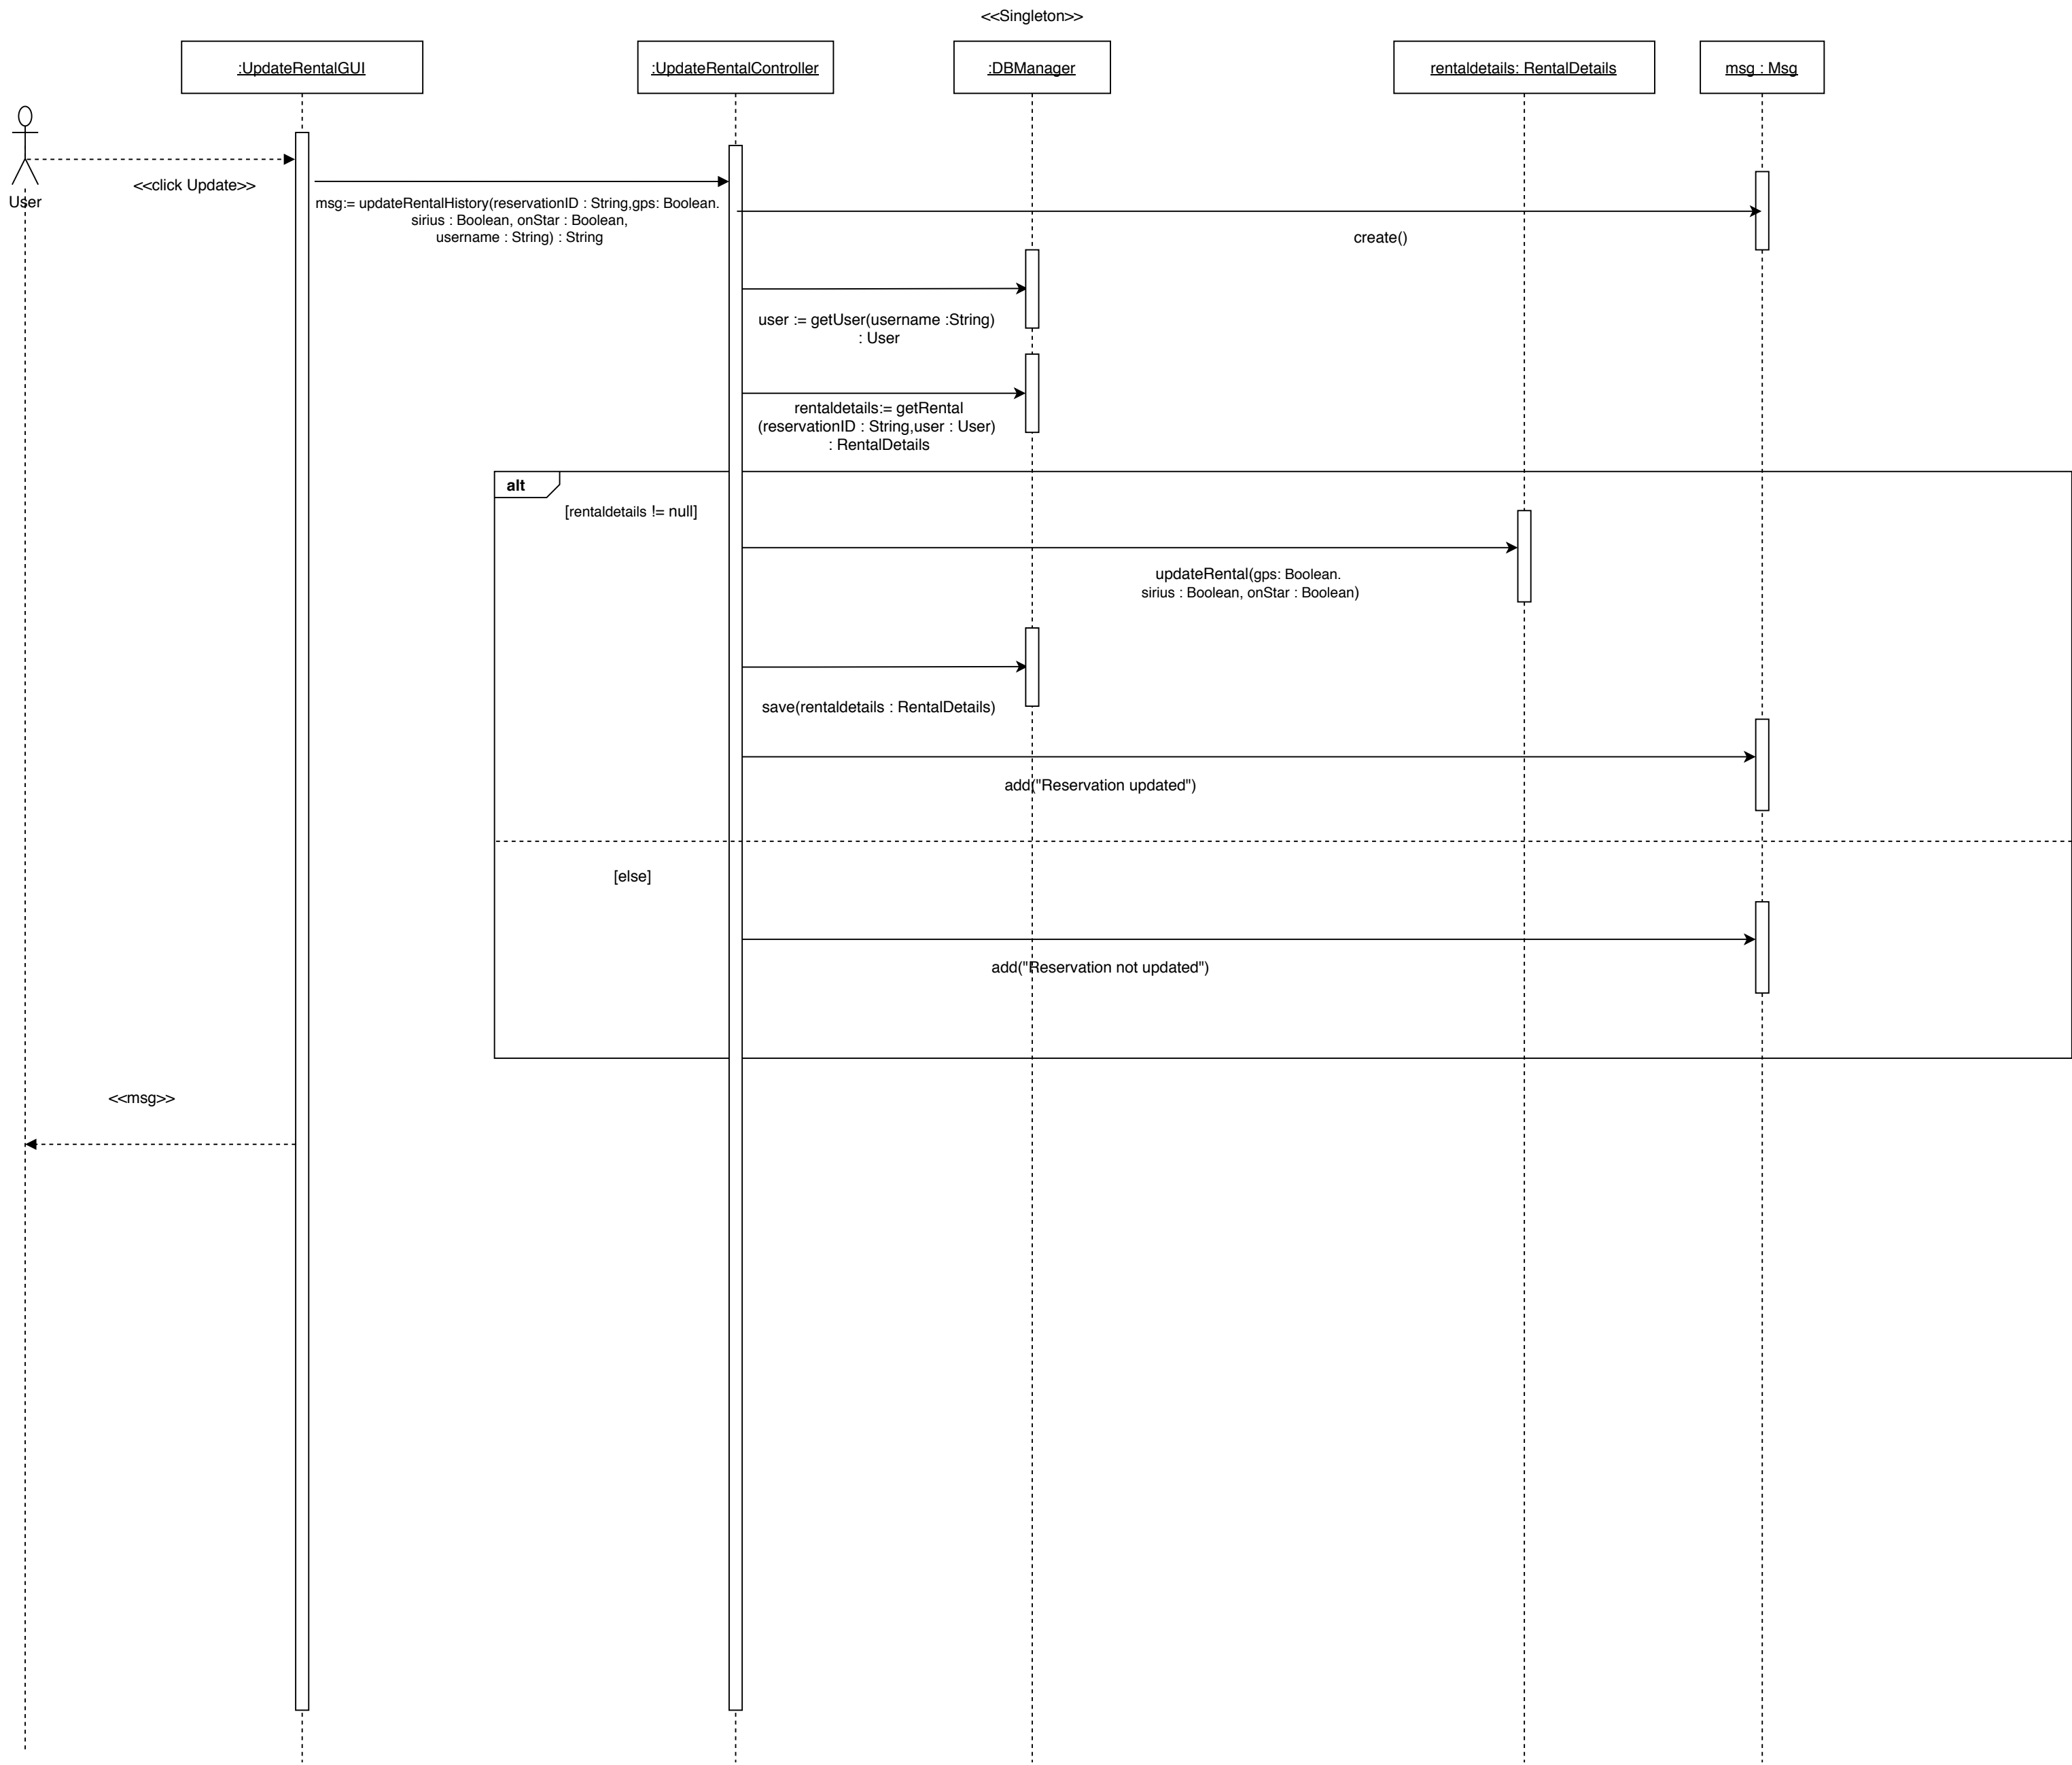 <<Singleton>>
:UpdateRentalGUI
:UpdateRentalController
:DBManager
rentaldetails: RentalDetails
msg : Msg
<<click Update>>
User
msg:= updateRentalHistory(reservationID : String,gps: Boolean.
sirius : Boolean, onStar : Boolean,
username : String) : String
create()
user := getUser(username :String)
: User
rentaldetails:= getRental
(reservationID : String,user : User)
: RentalDetails
alt
[rentaldetails != null]
updateRental(gps: Boolean.
sirius : Boolean, onStar : Boolean)
save(rentaldetails : RentalDetails)
add("Reservation updated")
[else]
add("Reservation not updated")
<<msg>>